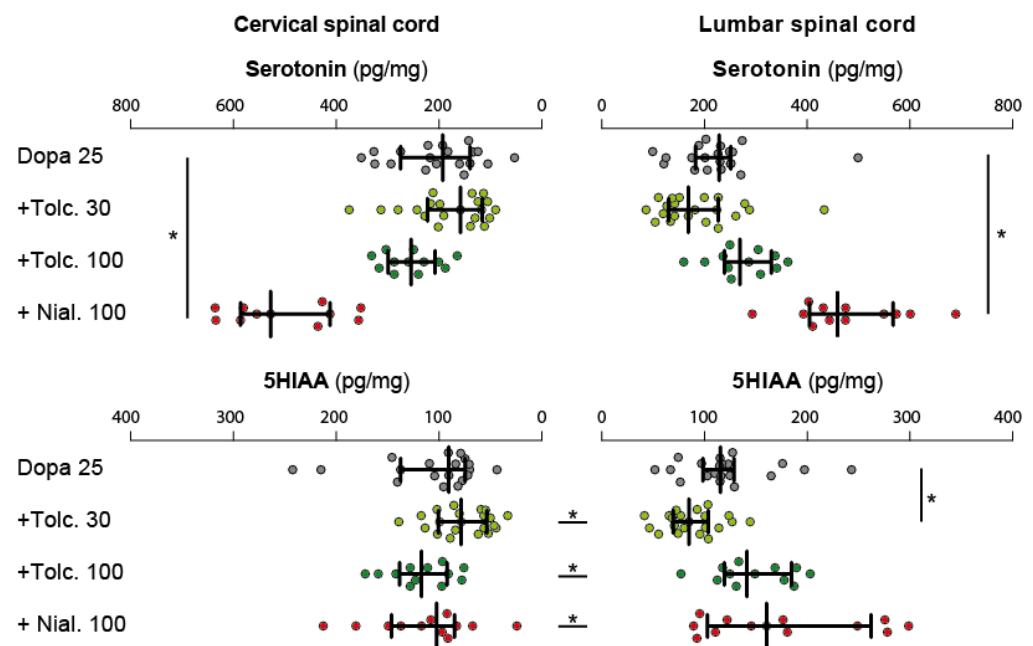 Cervical spinal cord
Lumbar spinal cord
Serotonin (pg/mg)
Serotonin (pg/mg)
800 600 400 200 0
0 200 400 600 800
Dopa 25
+Tolc. 30
+Tolc. 100
+ Nial. 100
*
*
5HIAA (pg/mg)
5HIAA (pg/mg)
400 300 200 100 0
0 100 200 300 400
Dopa 25
+Tolc. 30
+Tolc. 100
+ Nial. 100
*
*
*
*